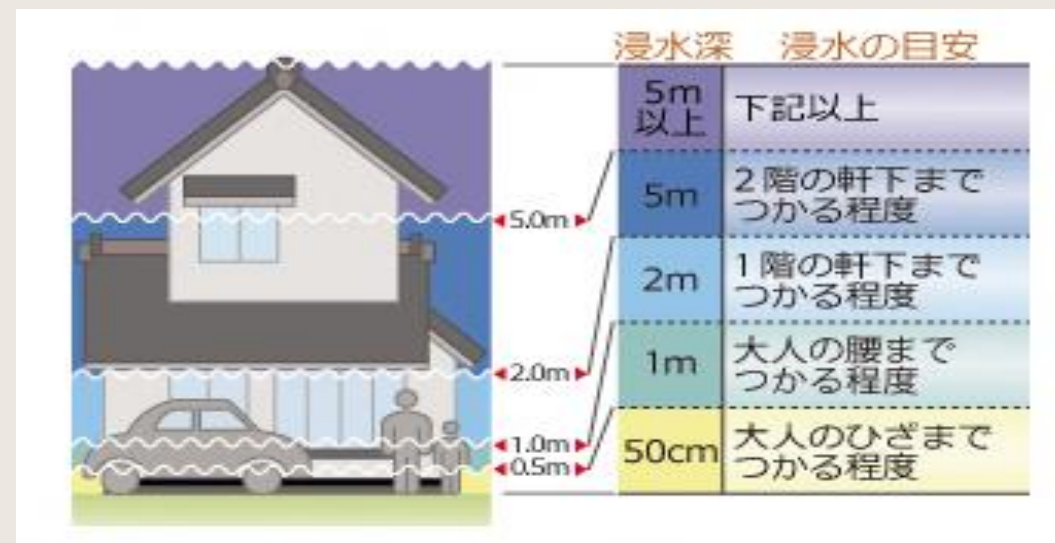 浸水深 浸水の目安
5m
以上
下記以上
5.0m
5m
2階の軒下まで
つかる程度
2m
1階の軒下まで
つかる程度
2.0m
1m
大人の腰まで
つかる程度
1.0m
0.5m
50cm
大人のひざまで
つかる程度